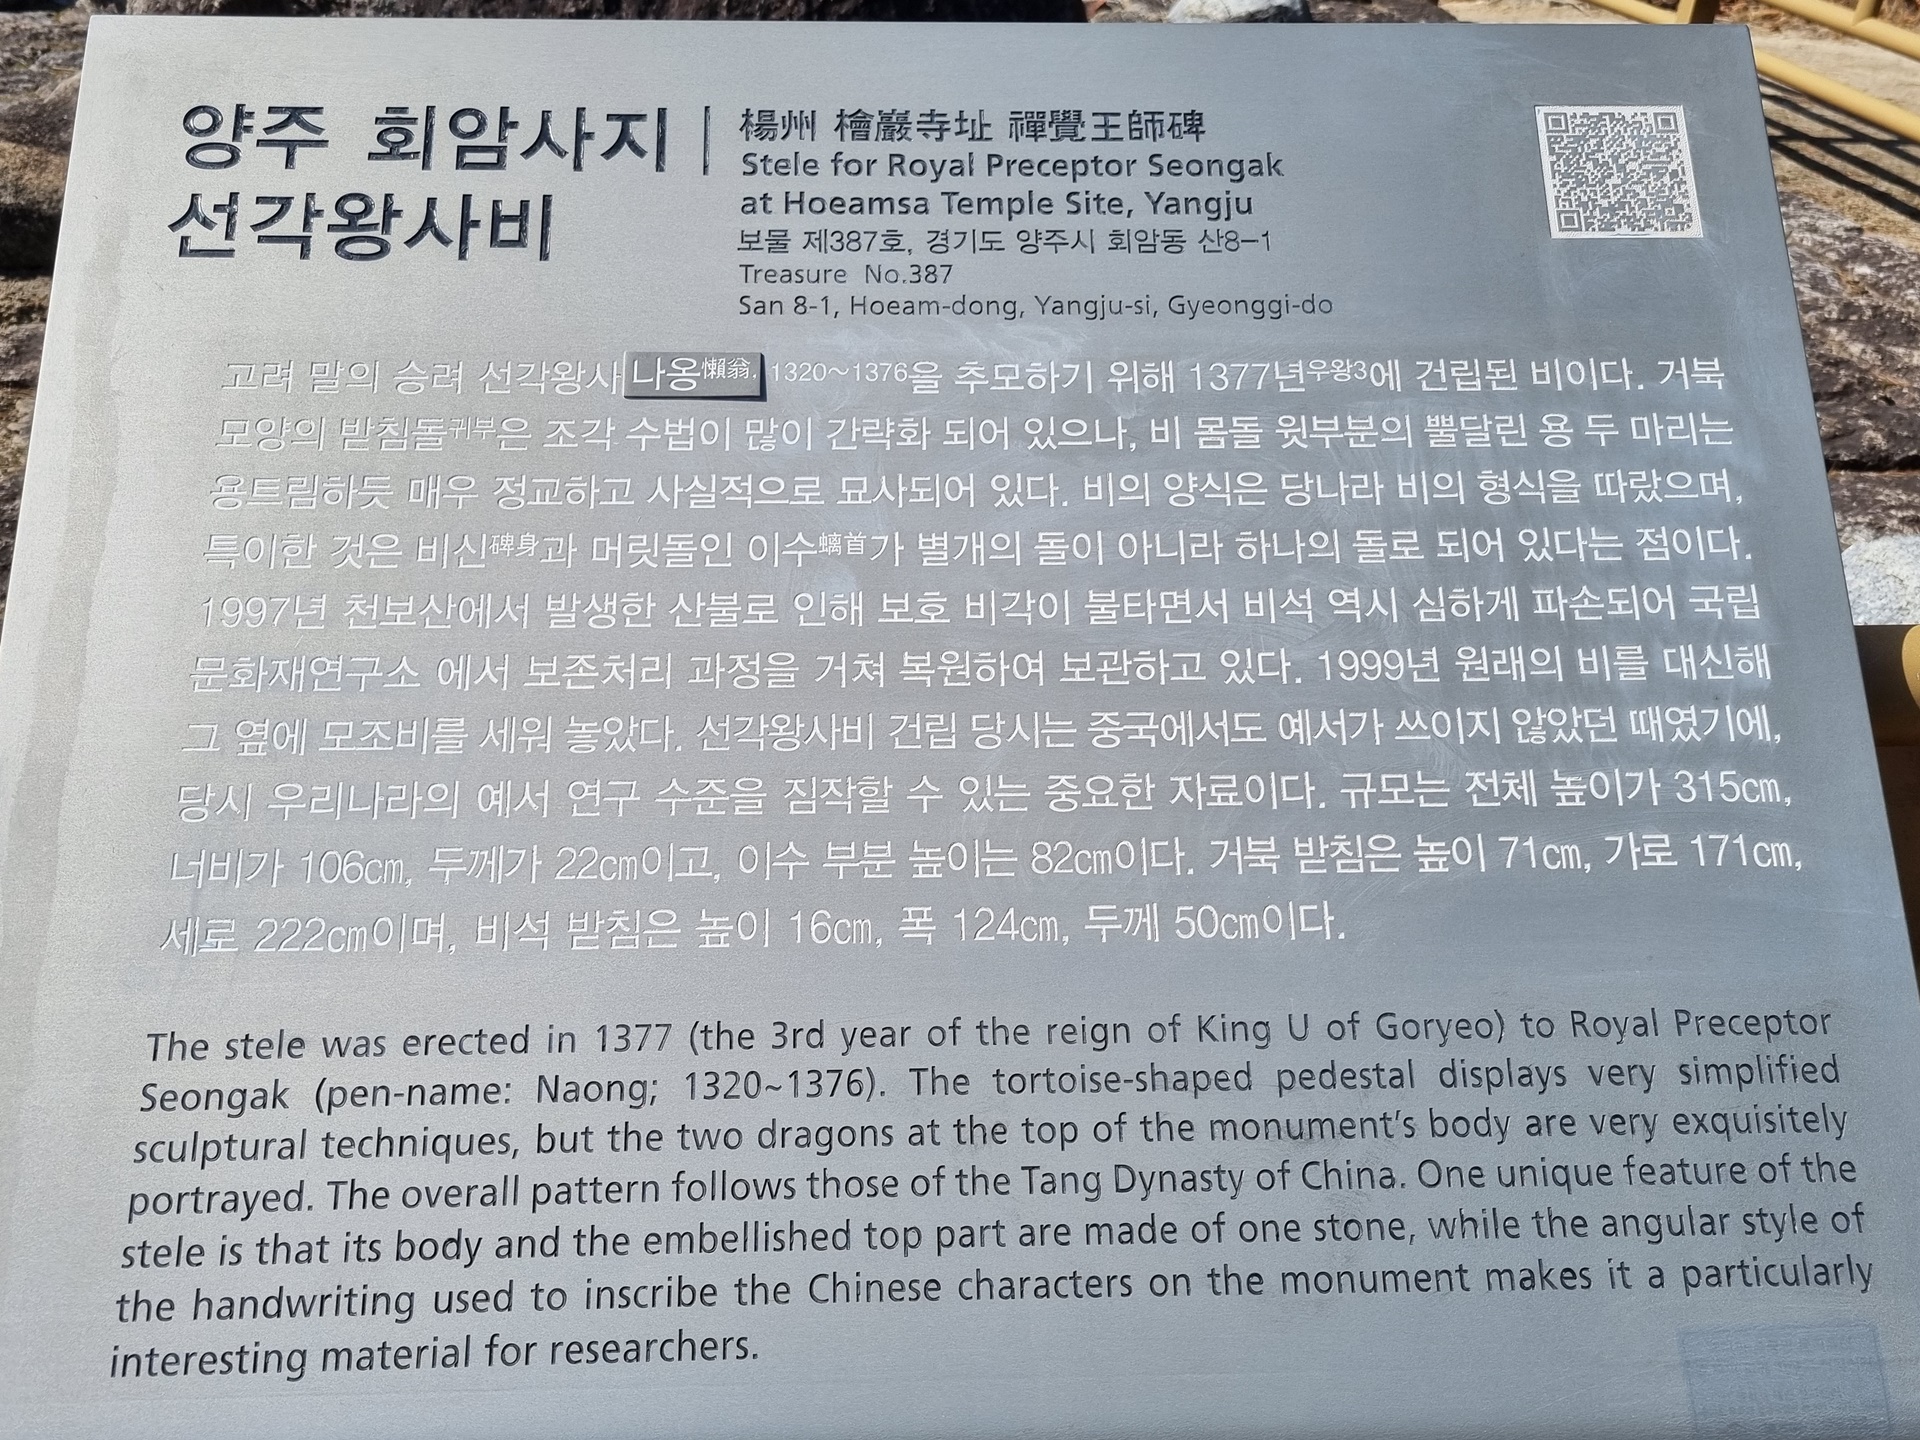 양주 회암사지
선각왕사비
楊州 檜巖寺址 禪覺王師碑
Stele for Royal Preceptor Seongak
at Hoeamsa Temple Site, Yangju
보물 제387호, 경기도 양주시 회암동 산8-1
Treasure No.387
San 8-1, Hoeam-dong, Yangju-si, Gyeonggi-do
고려 말의 승려 선각왕사 나옹懶翁, 1320~1376을 추모하기 위해 1377년우왕3에 건립된 비이다. 거북
모양의 받침돌귀부은 조각 수법이 많이 간략화 되어 있으나, 비 몸돌 윗부분의 뿔달린 용 두 마리는
용트림하듯 매우 정교하고 사실적으로 묘사되어 있다. 비의 양식은 당나라 비의 형식을 따랐으며,
특이한 것은 비신碑身과 머릿돌인 이수螭首가 별개의 돌이 아니라 하나의 돌로 되어 있다는 점이다.
1997년 천보산에서 발생한 산불로 인해 보호 비각이 불타면서 비석 역시 심하게 파손되어 국립
문화재연구소 에서 보존처리 과정을 거쳐 복원하여 보관하고 있다. 1999년 원래의 비를 대신해
그 옆에 모조비를 세워 놓았다. 선각왕사비 건립 당시는 중국에서도 예서가 쓰이지 않았던 때였기에,
당시 우리나라의 예서 연구 수준을 짐작할 수 있는 중요한 자료이다. 규모는 전체 높이가 315cm,
너비가 106cm, 두께가 22cm이고, 이수 부분 높이는 82cm이다. 거북 받침은 높이 71cm, 가로 171cm,
세로 222cm이며, 비석 받침은 높이 16cm, 폭 124cm, 두께 50cm이다.
The stele was erected in 1377 (the 3rd year of the reign of King U of Goryeo) to Royal Preceptor
Seongak (pen-name: Naong; 1320~1376). The tortoise-shaped pedestal displays very simplified
sculptural techniques, but the two dragons at the top of the monument's body are very exquisitely
portrayed. The overall pattern follows those of the Tang Dynasty of China. One unique feature of the
stele is that its body and the embellished top part are made of one stone, while the angular style of
the handwriting used to inscribe the Chinese characters on the monument makes it a particularly
interesting material for researchers.